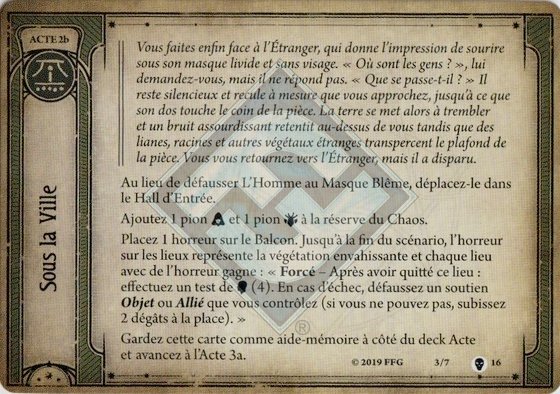 ACTE 2b
Sous la Ville
Vous faites enfin face à l'Étranger, qui donne l'impression de sourire
sous son masque livide et sans visage. « Où sont les gens ? », lui
demandez-vous, mais il ne répond pas. « Que se passe-t-il ? » Il
reste silencieux et recule à mesure que vous approchez, jusqu'à ce que
son dos touche le coin de la pièce. La terre se met alors à trembler
et un bruit assourdissant retentit au-dessus de vous tandis que des
lianes, racines et autres végétaux étranges transpercent le plafond de
la pièce. Vous vous retournez vers l'Étranger, mais il a disparu.
Au lieu de défausser L'Homme au Masque Blême, déplacez-le dans
le Hall d'Entrée.
Ajoutez 1 pion et 1 pion à la réserve du Chaos.
Placez 1 horreur sur le Balcon. Jusqu'à la fin du scénario, l'horreur
sur les lieux représente la végétation envahissante et chaque lieu
avec de l'horreur gagne : « Forcé – Après avoir quitté ce lieu :
effectuez un test de (4). En cas d'échec, défaussez un soutien
Objet ou Allié que vous contrôlez (si vous ne pouvez pas, subissez
2 dégâts à la place). »
Gardez cette carte comme aide-mémoire à côté du deck Acte
et avancez à l'Acte 3a.
© 2019 FFG 3/7 16
®